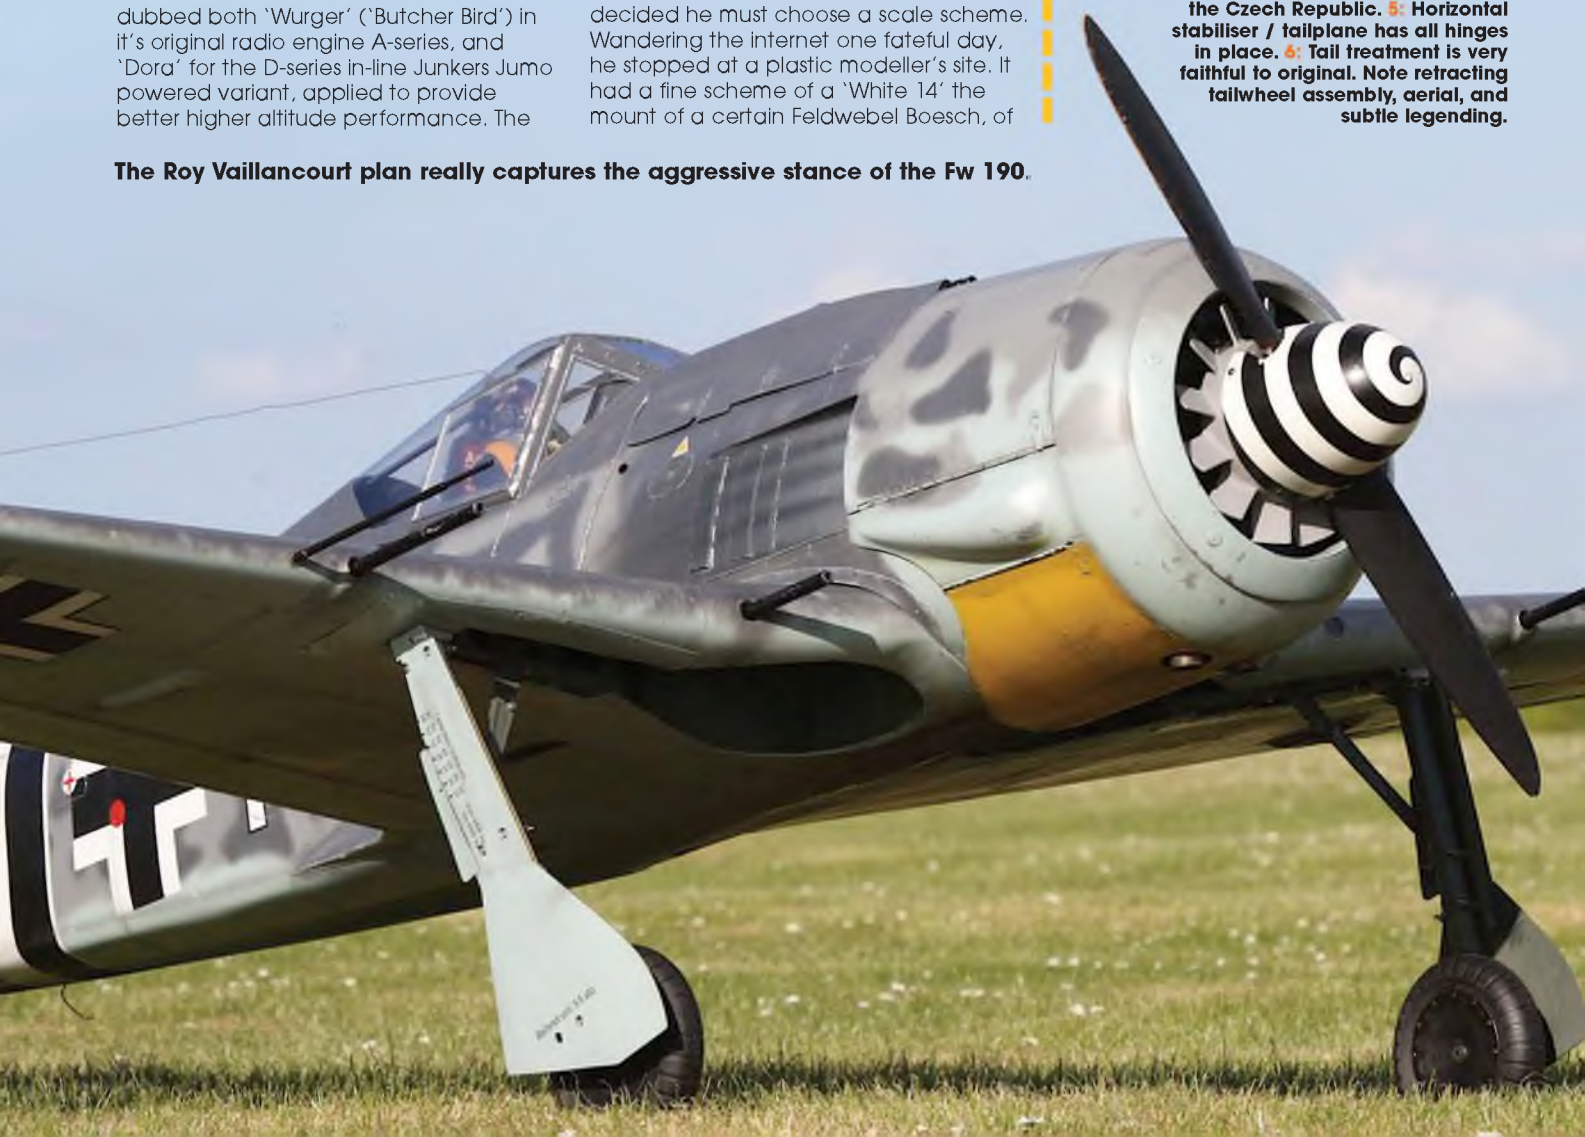 dubbed both ‘Wurger’ (‘Butcher Bird’) in
it’s original radio engine A-series, and
‘Dora’ for the D-series in-line Junkers Jumo
powered variant, applied to provide
better higher altitude performance. The
decided he must choose a scale scheme.
Wandering the internet one fateful day,
he stopped at a plastic modeller’s site. It
had a fine scheme of a ‘White 14’ the
mount of a certain Feldwebel Boesch, of
the Czech Republic. 5: Horizontal
stabiliser / tailplane has all hinges
in place. 6: Tail treatment is very
faithful to original. Note retracting
tailwheel assembly, aerial, and
subtle legending.
The Roy Vaillancourt plan really captures the aggressive stance of the Fw 190.